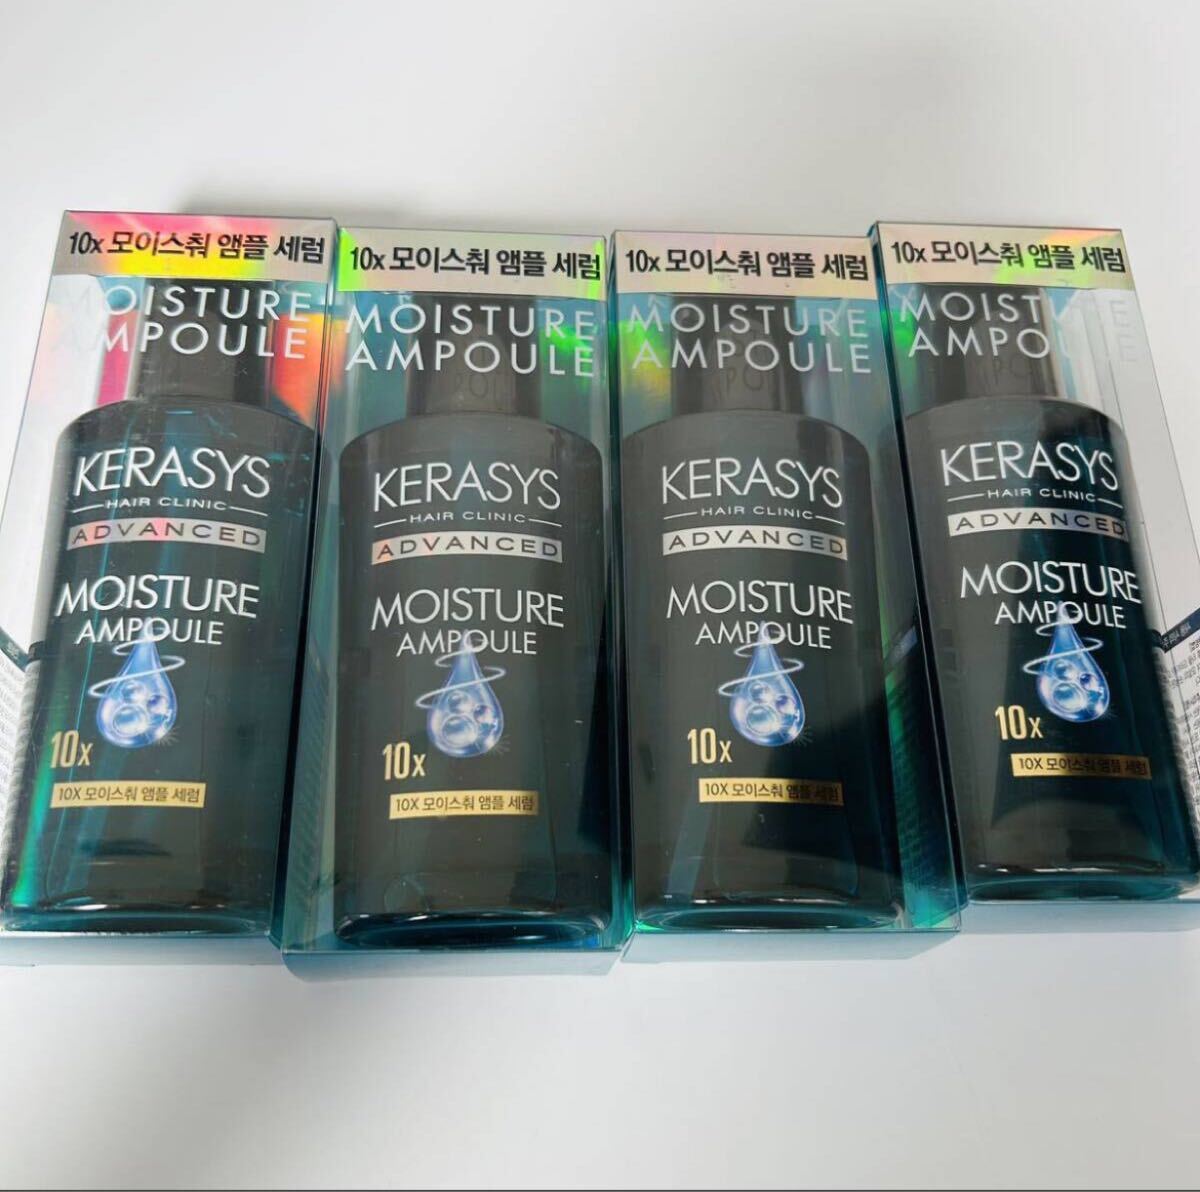 10x 모이스춰 앰플 세럼
MOISTURE
AMPOULE
KERASYS
HAIR CLINIC
ADVANCED
MOISTURE
AMPOULE
10x
10X 모이스춰 앰플 세럼
10x 모이스춰 앰플 세럼
MOISTURE
AMPOULE
KERASYS
HAIR CLINIC
ADVANCED
MOISTURE
AMPOULE
10x
10X 모이스춰 앰플 세럼
10x 모이스춰 앰플 세럼
MOISTURE
AMPOULE
KERASYS
HAIR CLINIC
ADVANCED
MOISTURE
AMPOULE
10x
10X 모이스춰 앰플 세럼
10x 모이스춰 앰플 세럼
MOISTURE
AMPOULE
KERASYS
HAIR CLINIC
ADVANCED
MOISTURE
AMPOULE
10x
10X 모이스춰 앰플 세럼